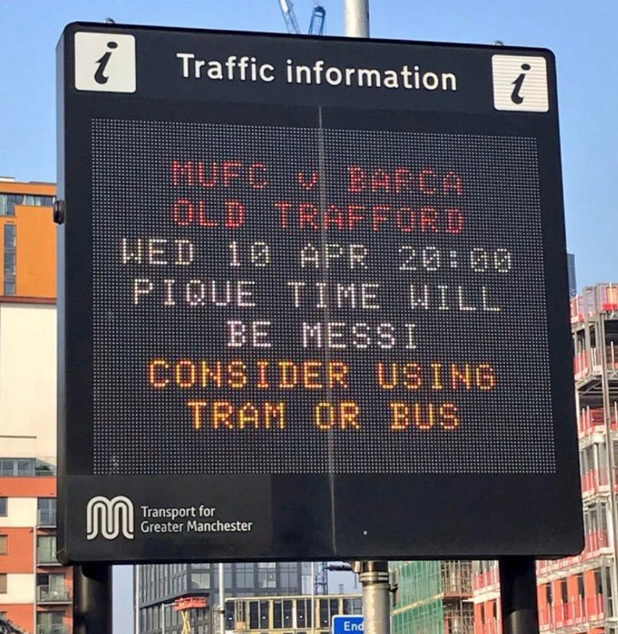 Traffic information
MUFC v BARCA
OLD TRAFFORD
WED 10 APR 20:00
PIQUE TIME WILL
BE MESSI
CONSIDER USING
TRAM OR BUS
Transport for
Greater Manchester
End